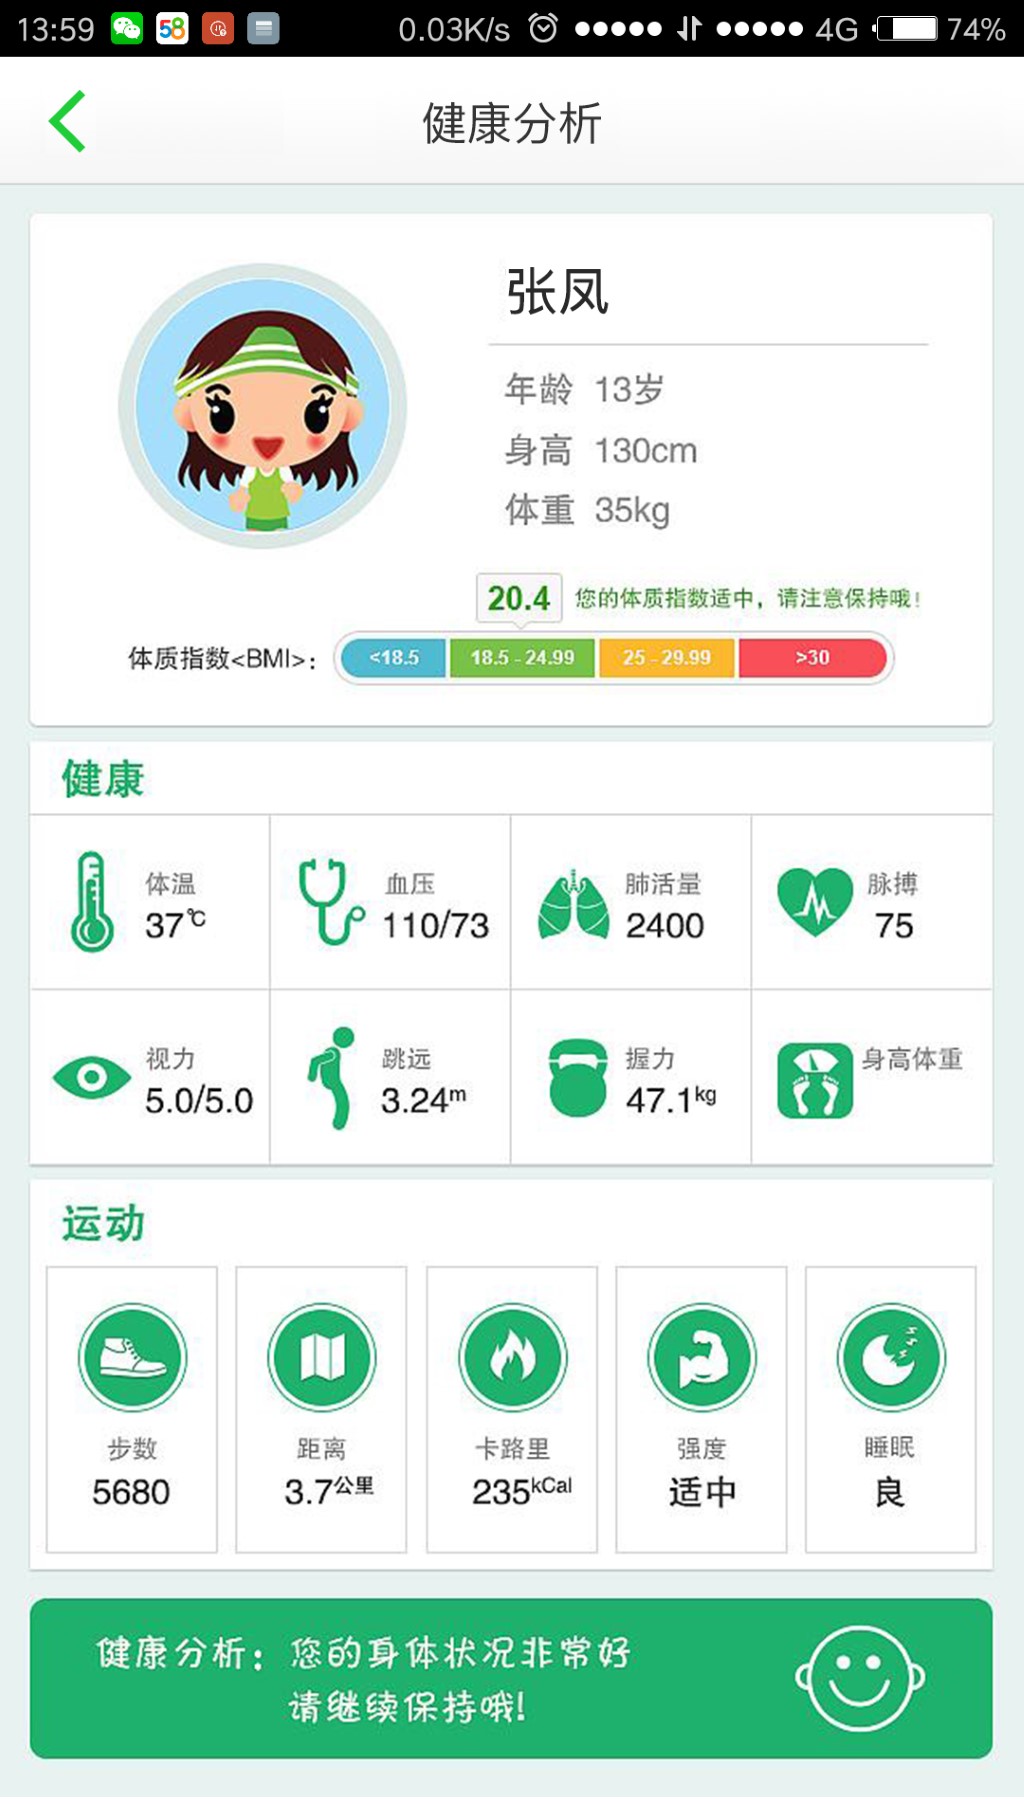 13:59 58 0.03K/s 4G 74%
健康分析
张凤
年龄 13岁
身高 130cm
体重 35kg
20.4 您的体质指数适中，请注意保持哦！
体质指数<BMI>： <18.5 18.5 - 24.99 25 - 29.99 >30
健康
体温 血压 肺活量 脉搏
37℃ 110/73 2400 75
视力 跳远 握力 身高体重
5.0/5.0 3.24m 47.1kg
运动
步数 距离 卡路里 强度 睡眠
5680 3.7公里 235kCal 适中 良
健康分析：您的身体状况非常好
请继续保持哦!